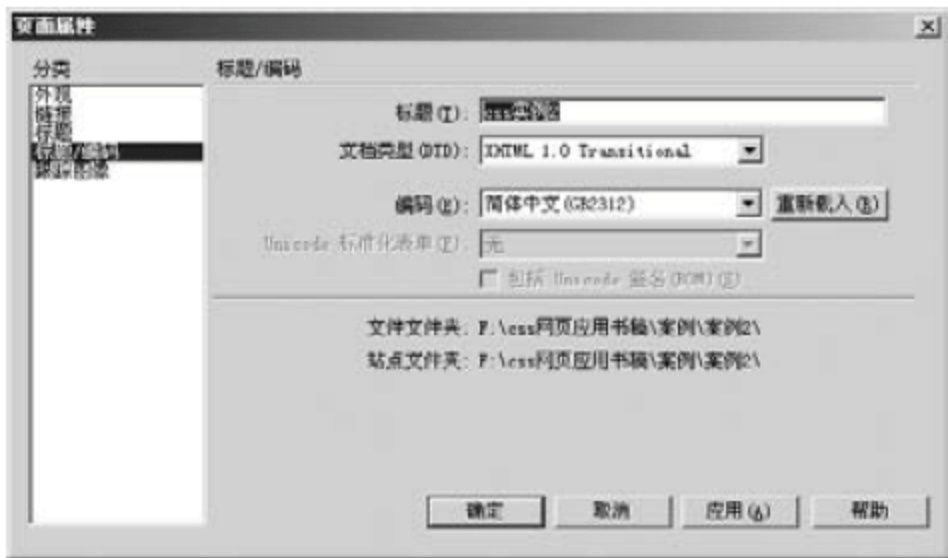 页面属性
分类
外观
链接
标题
标题/编码
跟踪图像
标题/编码
标题(T):
文档类型(DTD): XHTML 1.0 Transitional
编码(E): 简体中文(GB2312) 重新载入(R)
Unicode 标准化表单(F): 无
包括 Unicode 签名(BOM)(S)
文件文件夹: F:\css网页应用书稿\案例\案例2\
站点文件夹: F:\css网页应用书稿\案例\案例2\
确定 取消 应用(A) 帮助